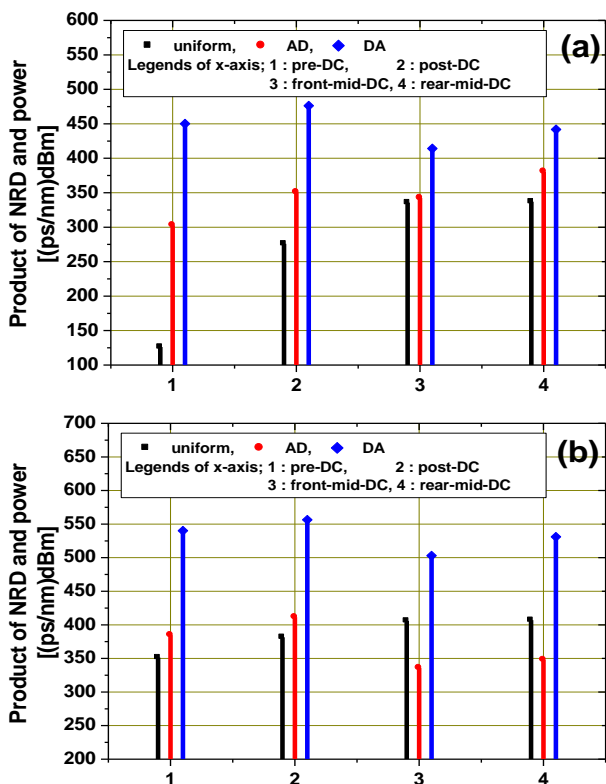 600
550
500
450
400
350
300
250
200
150
100
Product of NRD and power
[(ps/nm)dBm]
(a)
uniform, AD, DA
Legends of x-axis; 1 : pre-DC, 2 : post-DC
3 : front-mid-DC, 4 : rear-mid-DC
1 2 3 4
700
650
600
550
500
450
400
350
300
250
200
Product of NRD and power
[(ps/nm)dBm]
(b)
uniform, AD, DA
Legends of x-axis; 1 : pre-DC, 2 : post-DC
3 : front-mid-DC, 4 : rear-mid-DC
1 2 3 4